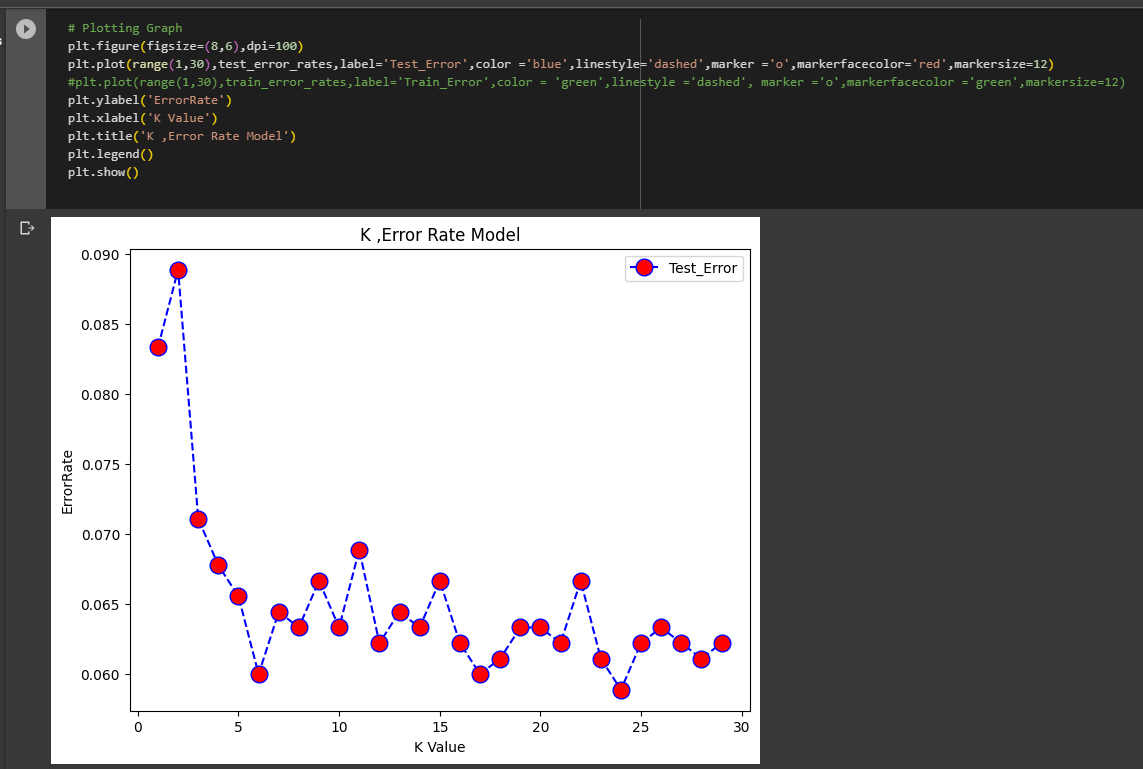 # Plotting Graph
plt.figure(figsize=(8,6),dpi=100)
plt.plot(range(1,30),test_error_rates,label='Test_Error',color ='blue',linestyle='dashed',marker ='o',markerfacecolor='red',markersize=12)
#plt.plot(range(1,30),train_error_rates,label='Train_Error',color = 'green',linestyle ='dashed', marker ='o',markerfacecolor ='green',markersize=12)
plt.ylabel('ErrorRate')
plt.xlabel('K Value')
plt.title('K ,Error Rate Model')
plt.legend()
plt.show()
K ,Error Rate Model
Test_Error
0.090
0.085
0.080
0.075
0.070
0.065
0.060
ErrorRate
0 5 10 15 20 25 30
K Value